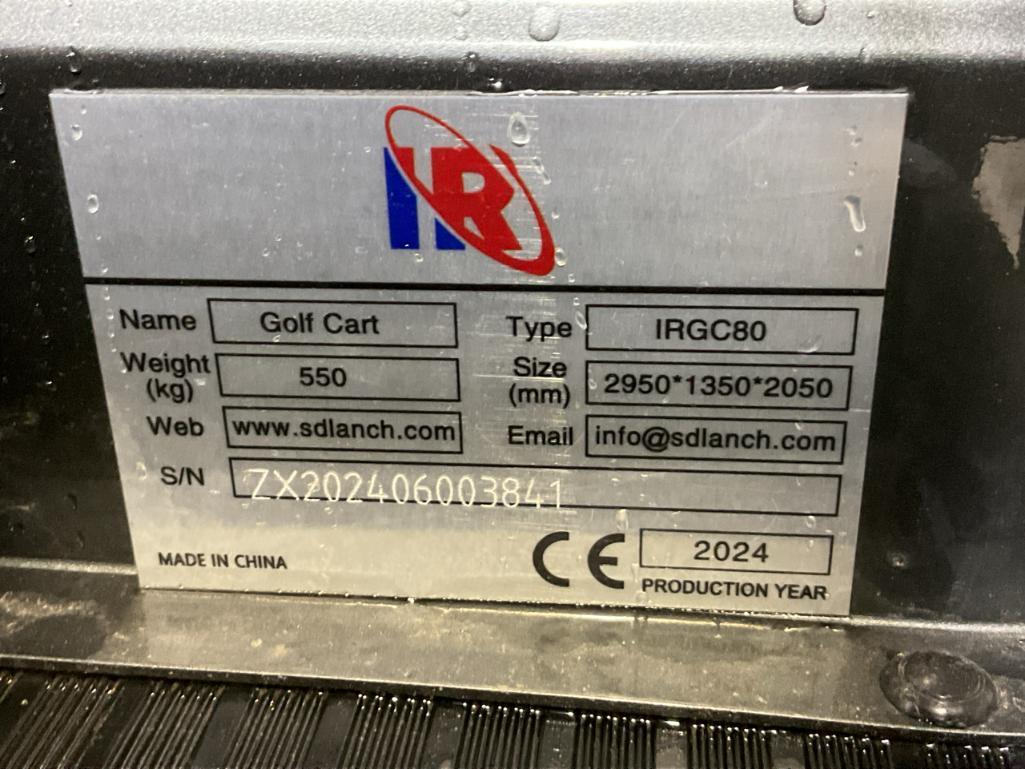 IR
Name Golf Cart Type IRGC80
Weight (kg) 550 Size (mm) 2950*1350*2050
Web www.sdlanch.com Email info@sdlanch.com
S/N ZX202406003841
MADE IN CHINA CE 2024
PRODUCTION YEAR